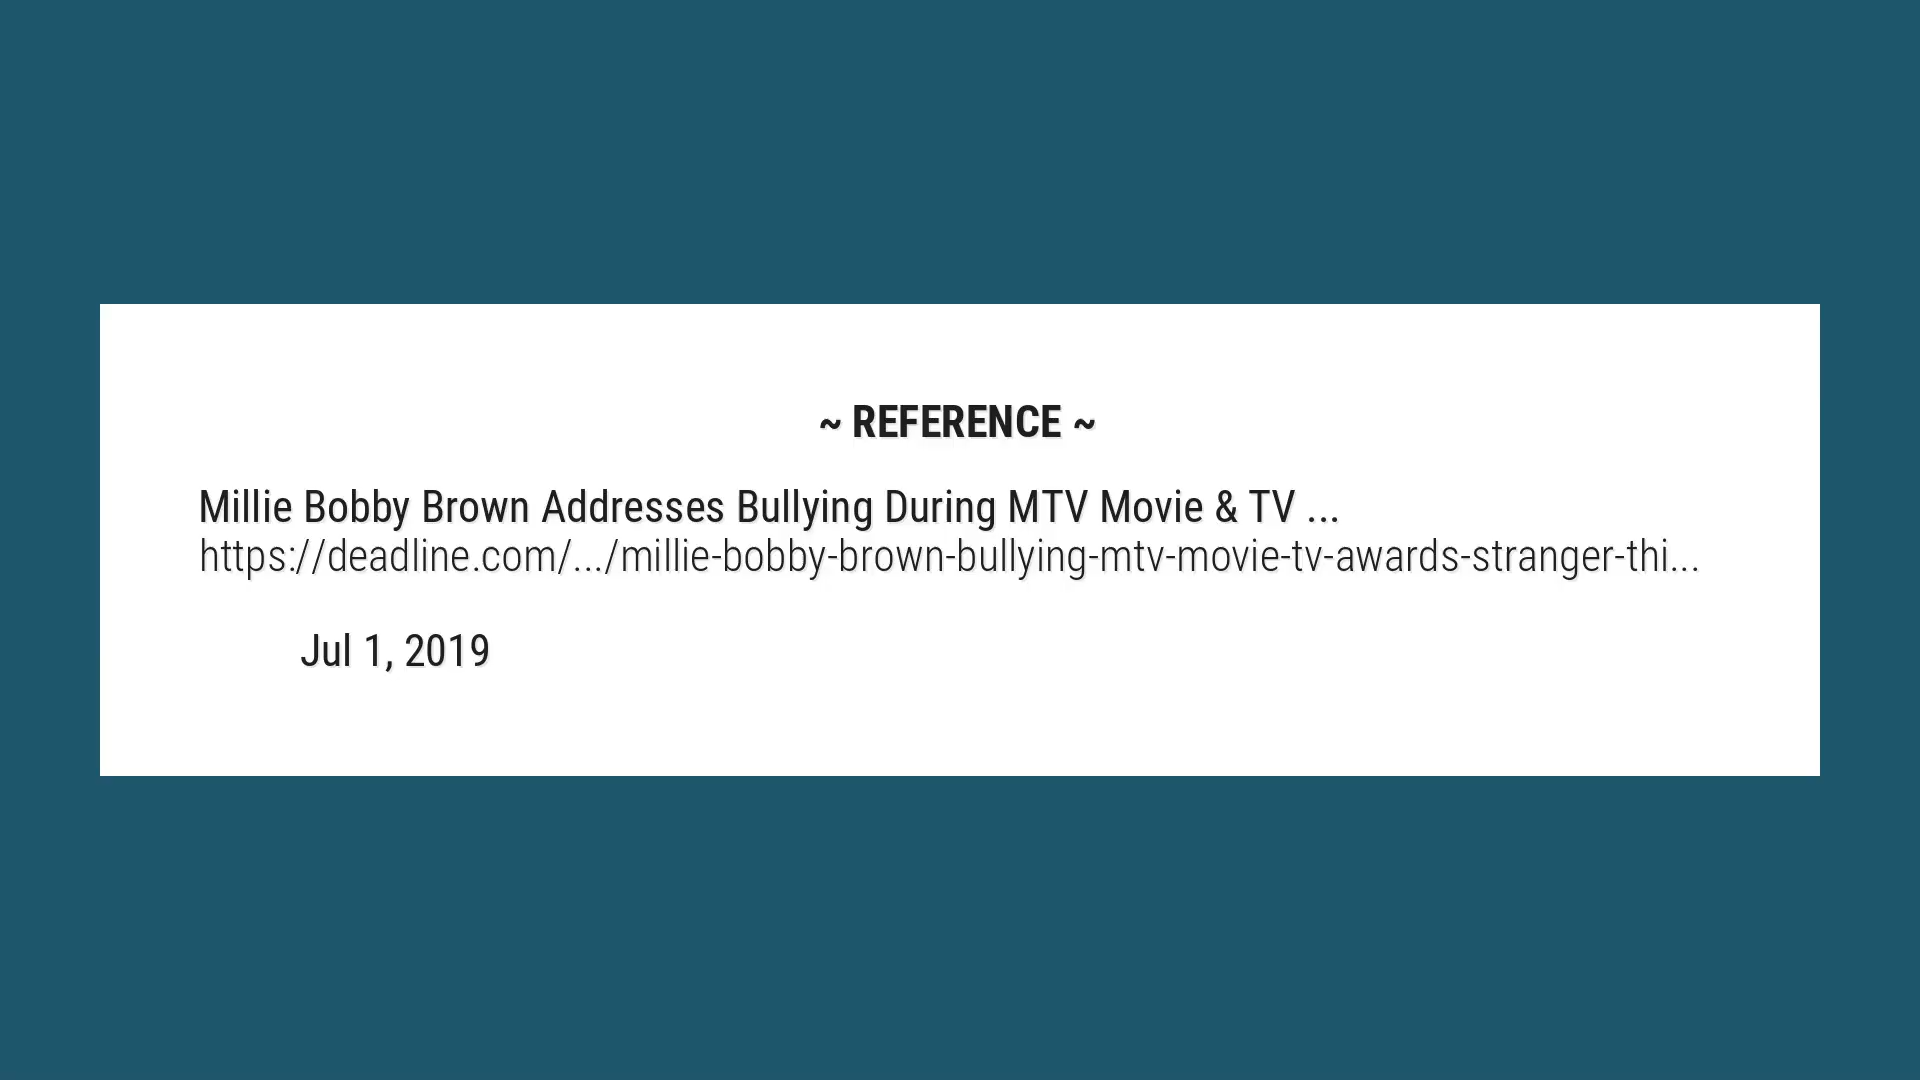 ~ REFERENCE ~
Millie Bobby Brown Addresses Bullying During MTV Movie & TV ...
https://deadline.com/.../millie-bobby-brown-bullying-mtv-movie-tv-awards-stranger-thi...
Jul 1, 2019